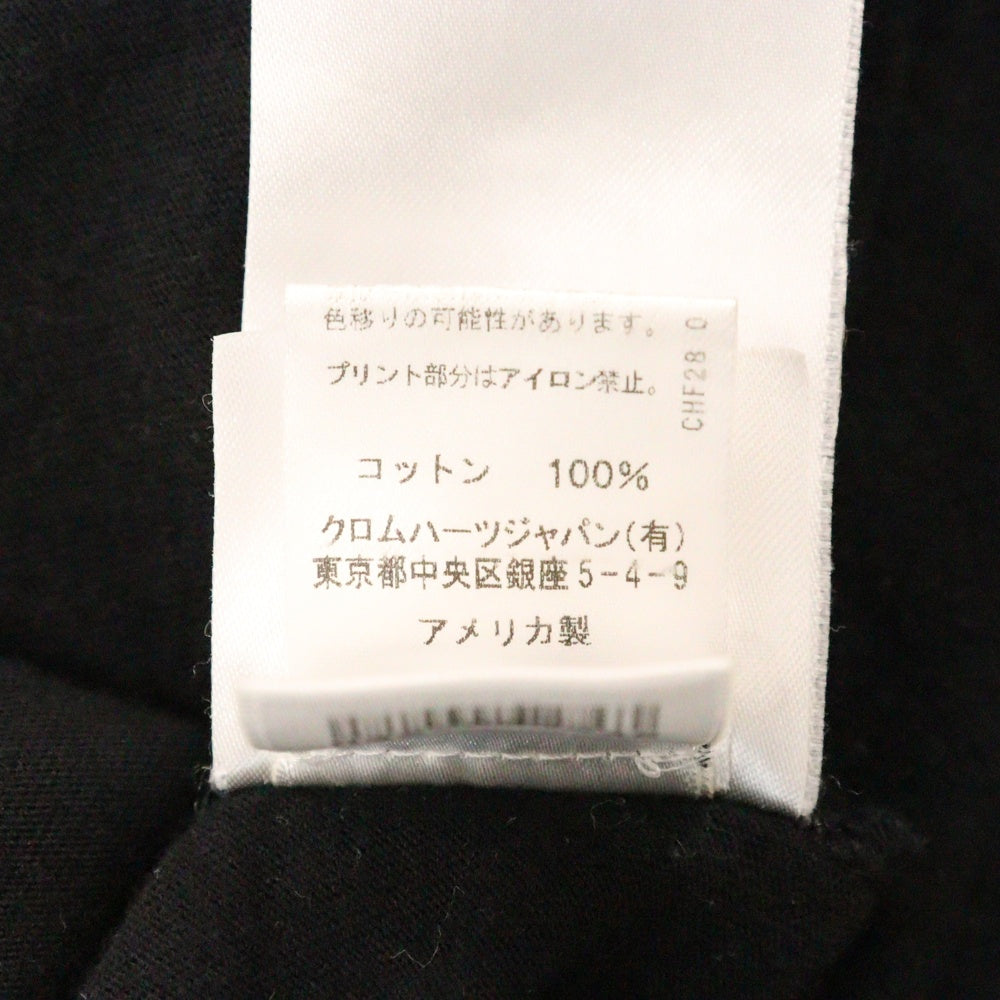 色移りの可能性があります。
プリント部分はアイロン禁止。
コットン 100%
クロムハーツジャパン(有)
東京都中央区銀座5-4-9
アメリカ製
CHF28 0